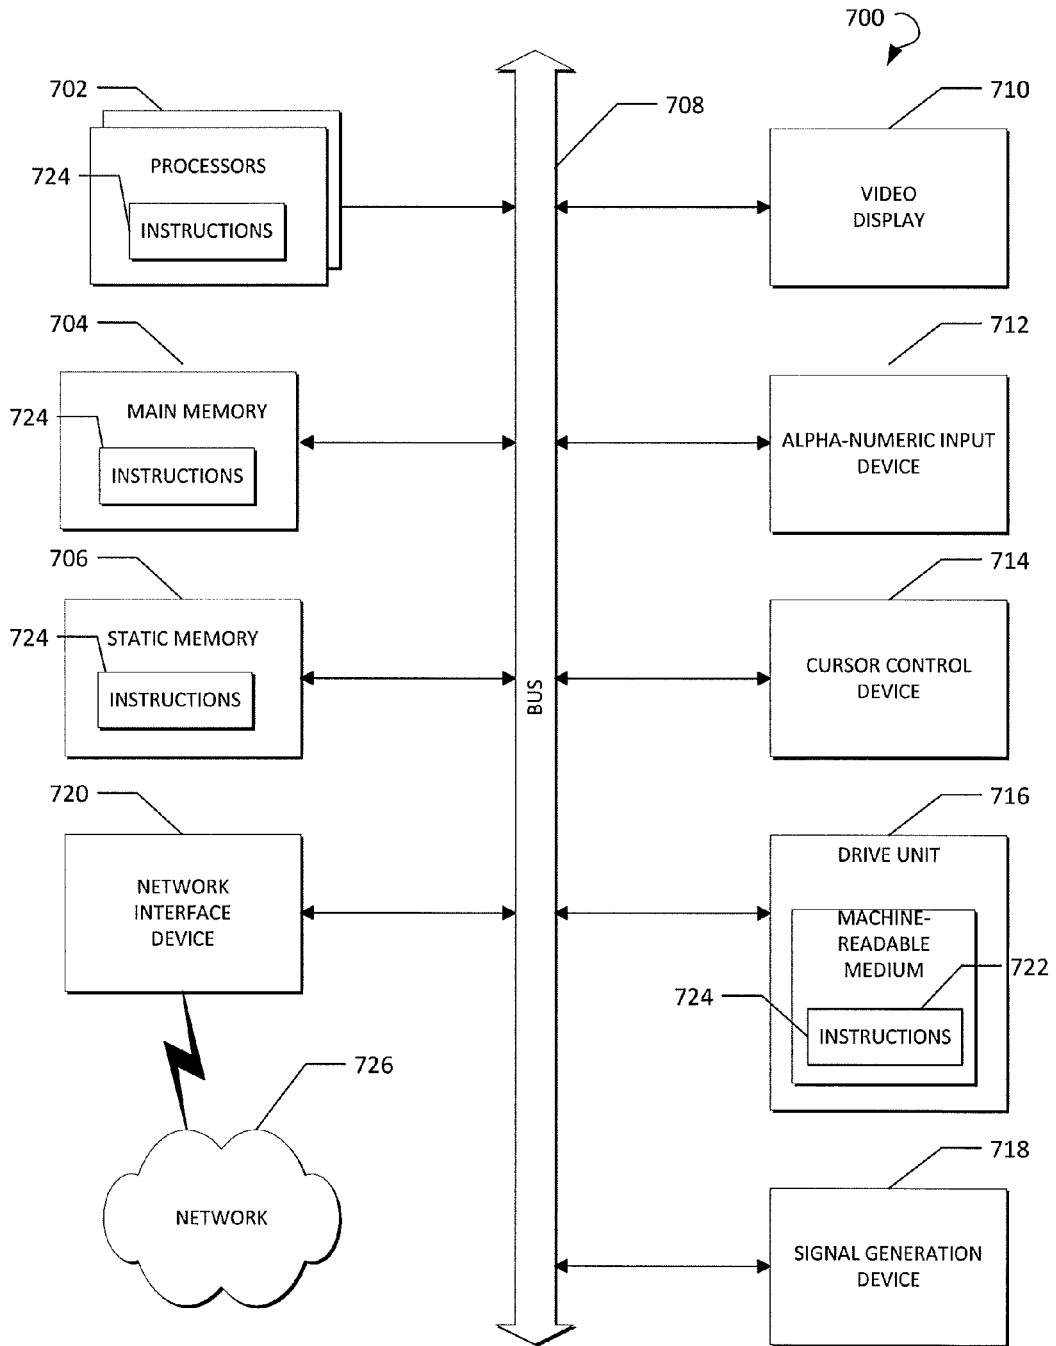 700
702
PROCESSORS
724
INSTRUCTIONS
708
710
VIDEO
DISPLAY
704
MAIN MEMORY
724
INSTRUCTIONS
712
ALPHA-NUMERIC INPUT
DEVICE
706
STATIC MEMORY
724
INSTRUCTIONS
BUS
714
CURSOR CONTROL
DEVICE
720
NETWORK
INTERFACE
DEVICE
716
DRIVE UNIT
MACHINE-
READABLE
MEDIUM
722
724
INSTRUCTIONS
726
NETWORK
718
SIGNAL GENERATION
DEVICE